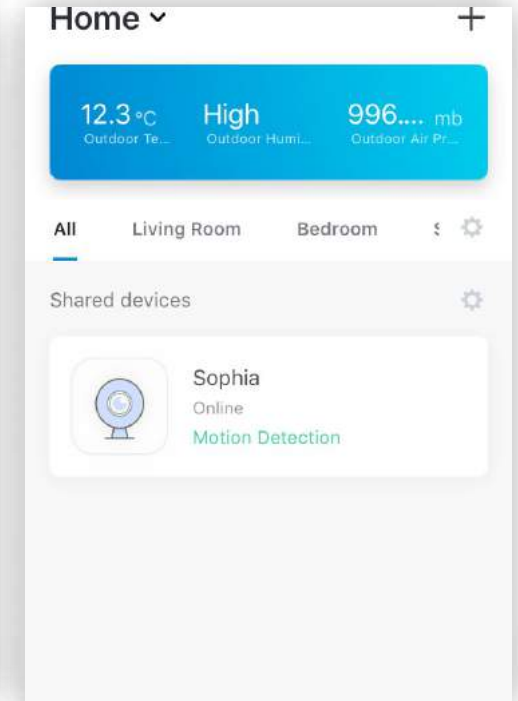 Home
12.3 °C High 996.... mb
Outdoor Te... Outdoor Humi... Outdoor Air Pr...
All Living Room Bedroom
Shared devices
Sophia
Online
Motion Detection